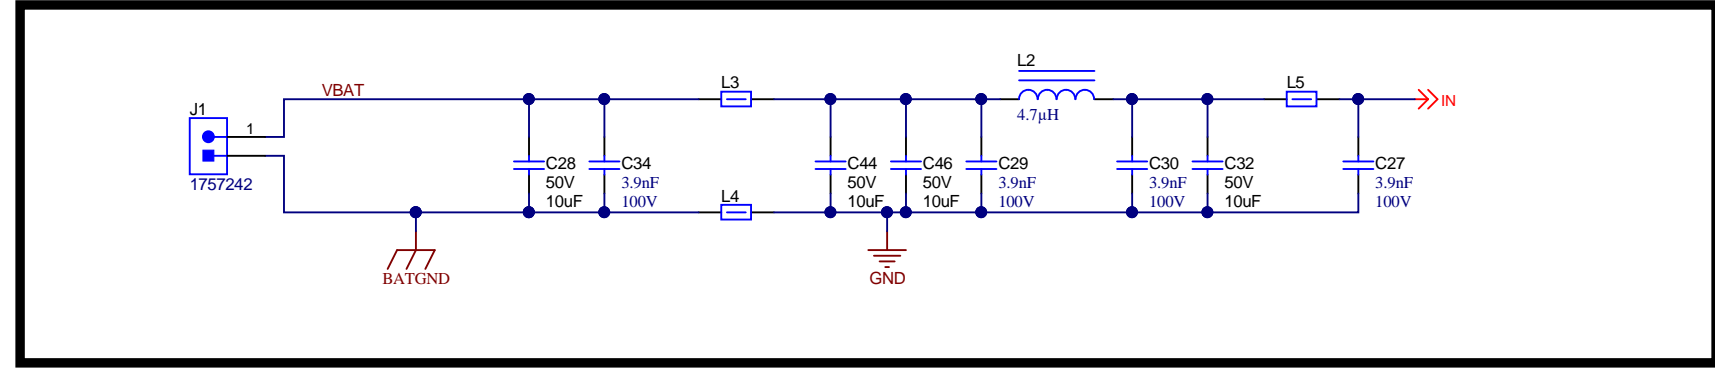 J1
1
1757242
VBAT
BATGND
C28
50V
10uF
C34
3.9nF
100V
L3
L4
C44
50V
10uF
C46
50V
10uF
C29
3.9nF
100V
GND
L2
4.7µH
C30
3.9nF
100V
C32
50V
10uF
L5
C27
3.9nF
100V
IN